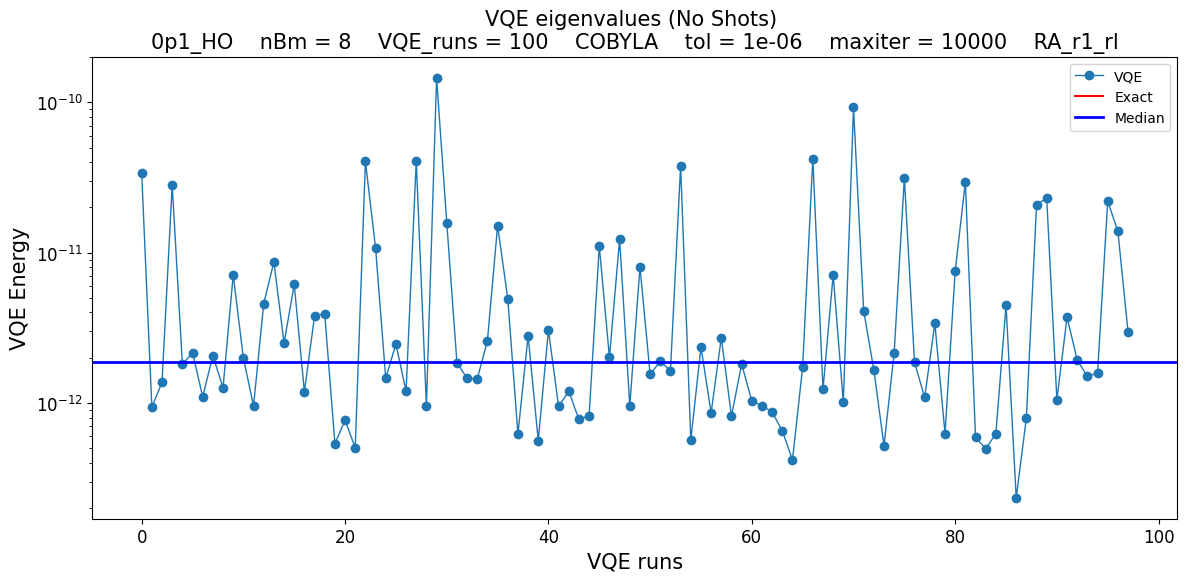 VQE eigenvalues (No Shots)
0p1_HO    nBm = 8    VQE_runs = 100    COBYLA    tol = 1e-06    maxiter = 10000    RA_r1_rl
VQE
Exact
Median
10^{-10}
10^{-11}
10^{-12}
VQE Energy
0
20
40
60
80
100
VQE runs